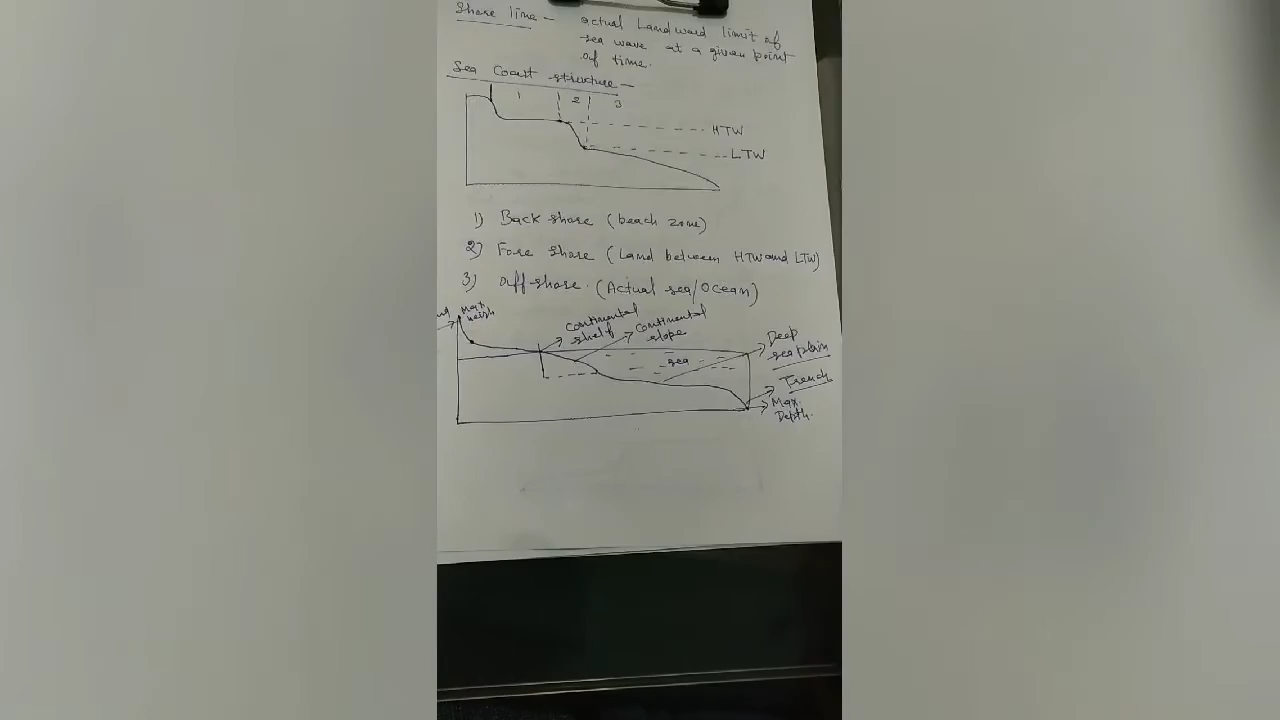 Shore line - actual Landward limit of
sea wave at a given point
of time.
Sea Coast structure -
1 2 3
HTW
LTW
1) Back shore (beach zone)
2) Fore shore (Land between HTW and LTW)
3) off shore. (Actual sea/ocean)
Max.
continental
shelf
continental
slope
Deep
sea plain
sea
Trench
Max.
Depth.